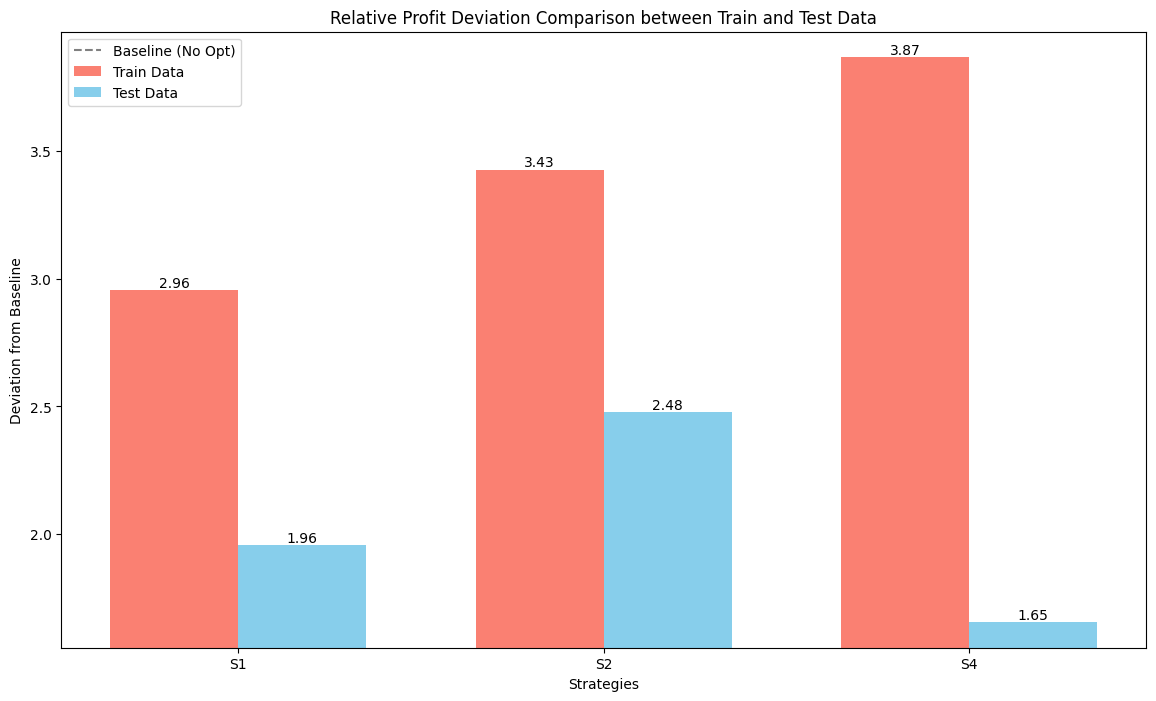 Relative Profit Deviation Comparison between Train and Test Data
Baseline (No Opt)
Train Data
Test Data
Deviation from Baseline
3.5
3.0
2.5
2.0
2.96
1.96
3.43
2.48
3.87
1.65
S1
S2
S4
Strategies